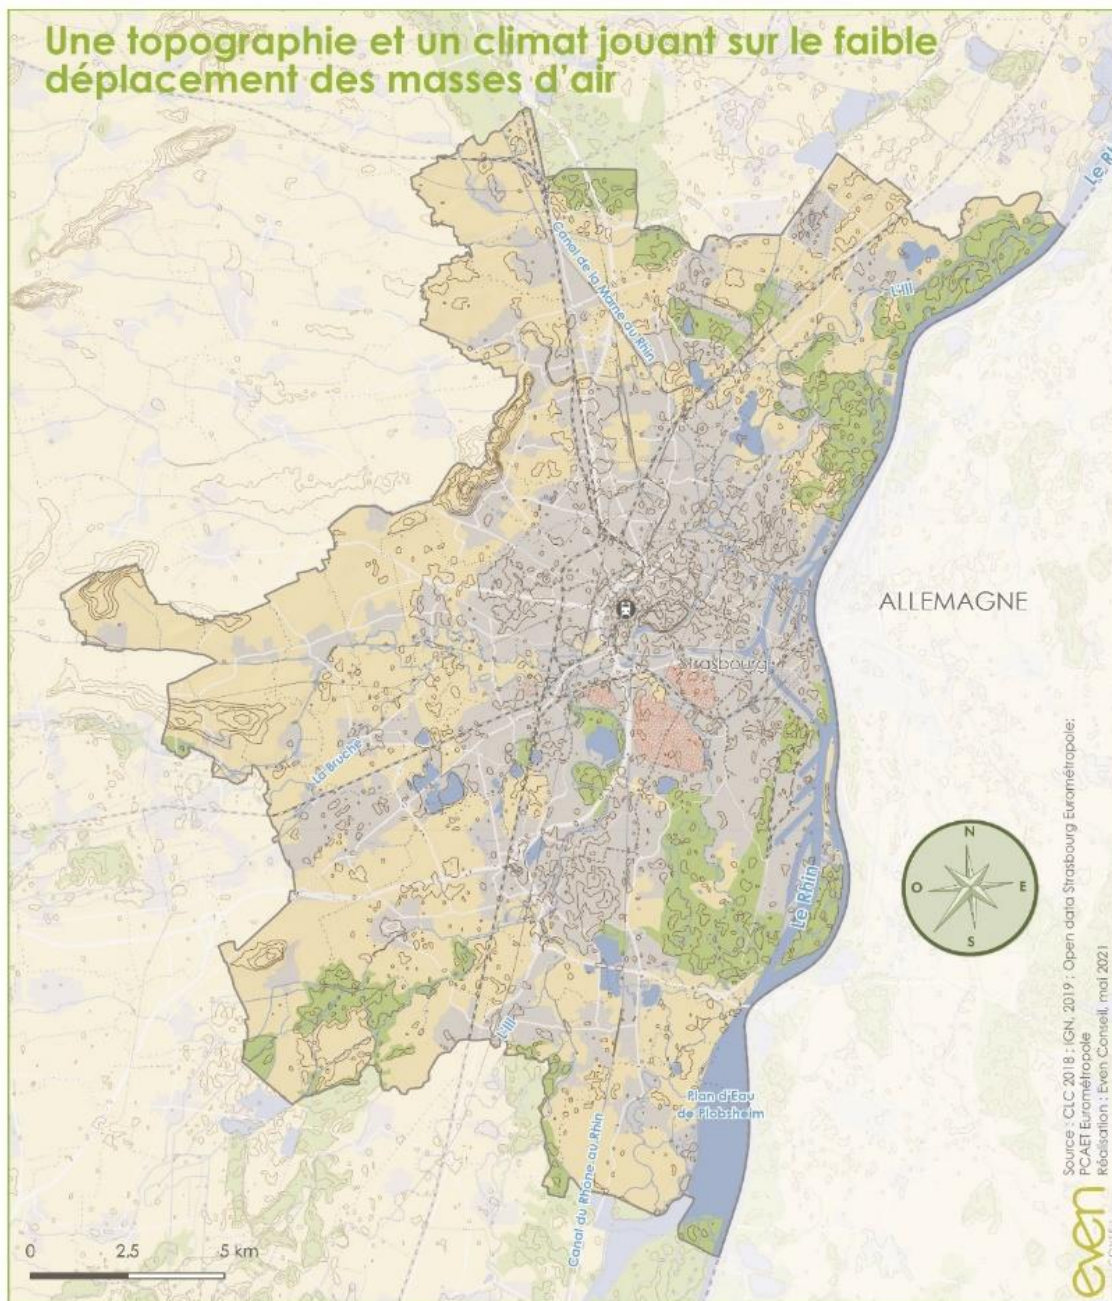 Une topographie et un climat jouant sur le faible
déplacement des masses d'air
Le
Canal de la Marne au Rhin
L'Ill
ALLEMAGNE
Strasbourg
La Bruche
N
O
E
S
Le Rhin
L'Ill
Plan d'Eau
de Plobsheim
Canal du Rhône au Rhin
0
2,5
5 km
Source : CLC 2018 ; IGN, 2019 ; Open data Strasbourg Eurométropole;
PCAET Eurométropole
Réalisation : Even Conseil, mai 2021
even